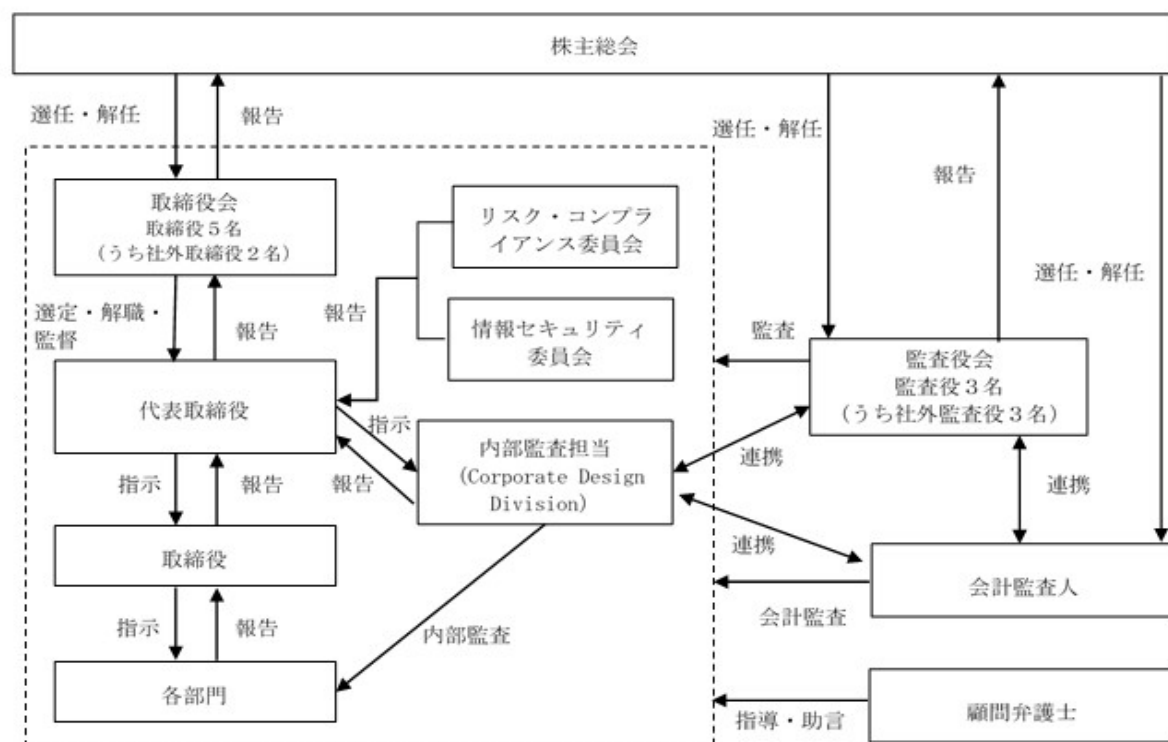 株主総会
選任・解任
報告
選任・解任
報告
選任・解任
取締役会
取締役５名
（うち社外取締役２名）
リスク・コンプラ
イアンス委員会
選定・解職・
監督
報告
報告
情報セキュリティ
委員会
監査
監査役会
監査役３名
（うち社外監査役３名）
代表取締役
指示
報告
内部監査担当
(Corporate Design
Division)
連携
連携
指示
報告
取締役
連携
会計監査人
会計監査
指示
報告
内部監査
各部門
指導・助言
顧問弁護士